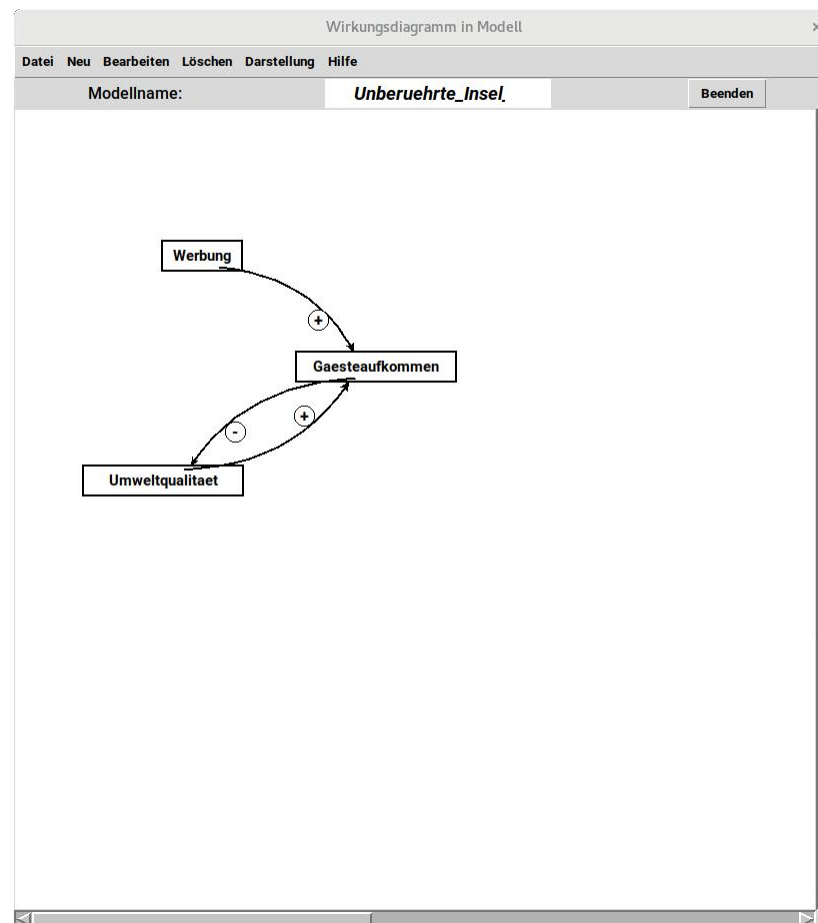 Wirkungsdiagramm in Modell ×
Datei Neu Bearbeiten Löschen Darstellung Hilfe
Modellname: Unberuehrte_Insel Beenden
Werbung
+
Gaesteaufkommen
+
-
Umweltqualitaet